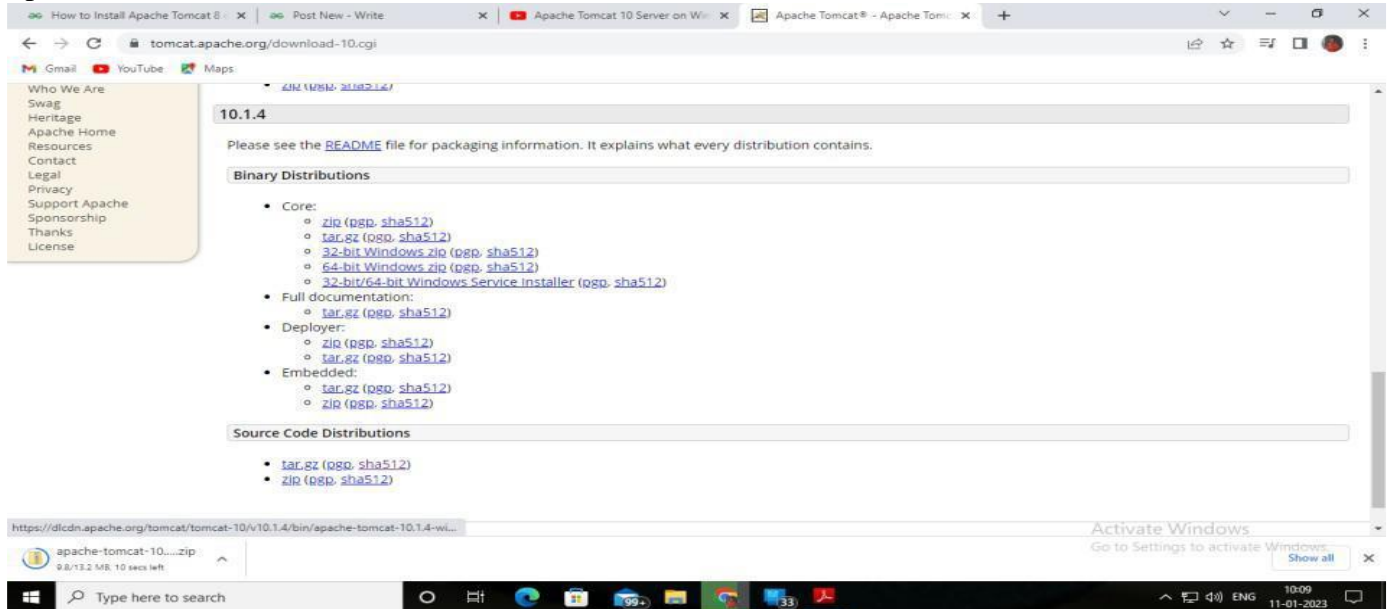 How to Install Apache Tomcat 8
Post New - Write
Apache Tomcat 10 Server on Wi
Apache Tomcat® - Apache Tomc
tomcat.apache.org/download-10.cgi
Gmail
YouTube
Maps
Who We Are
Swag
Heritage
Apache Home
Resources
Contact
Legal
Privacy
Support Apache
Sponsorship
Thanks
License
zip (pgp, sha512)
10.1.4
Please see the README file for packaging information. It explains what every distribution contains.
Binary Distributions
Core:
zip (pgp, sha512)
tar.gz (pgp, sha512)
32-bit Windows zip (pgp, sha512)
64-bit Windows zip (pgp, sha512)
32-bit/64-bit Windows Service Installer (pgp, sha512)
Full documentation:
tar.gz (pgp, sha512)
Deployer:
zip (pgp, sha512)
tar.gz (pgp, sha512)
Embedded:
tar.gz (pgp, sha512)
zip (pgp, sha512)
Source Code Distributions
tar.gz (pgp, sha512)
zip (pgp, sha512)
https://dlcdn.apache.org/tomcat/tomcat-10/v10.1.4/bin/apache-tomcat-10.1.4-wi...
Activate Windows
Go to Settings to activate Windows.
apache-tomcat-10.....zip
9.8/13.2 MB, 10 secs left
Show all
Type here to search
99+
33
ENG
10:09
11-01-2023